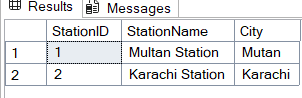 Results Messages
StationID StationName City
1 1 Multan Station Mutan
2 2 Karachi Station Karachi